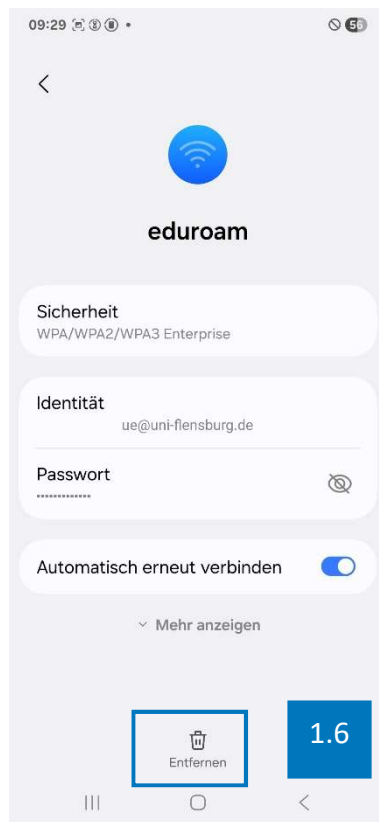 09:29
56
eduroam
Sicherheit
WPA/WPA2/WPA3 Enterprise
Identität
ue@uni-flensburg.de
Passwort
•••••••••••••
Automatisch erneut verbinden
Mehr anzeigen
Entfernen
1.6